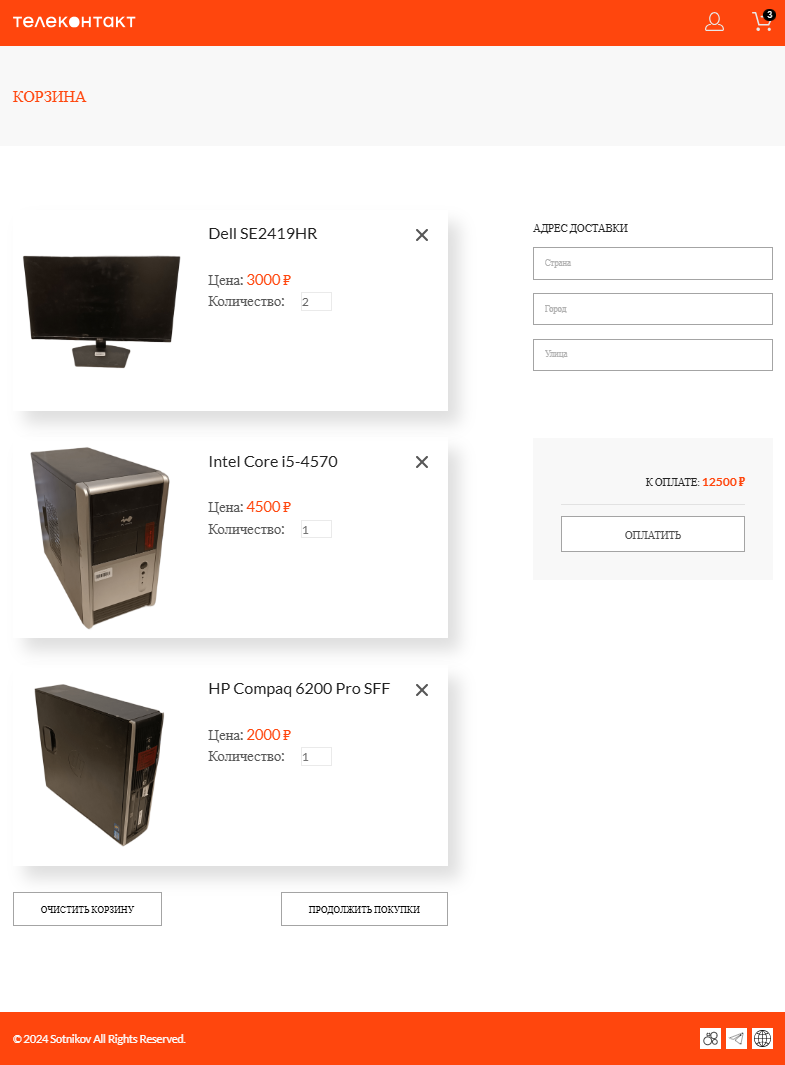 Телеконтакт
3
КОРЗИНА
Dell SE2419HR
Цена: 3000 ₽
Количество: 2
Intel Core i5-4570
Цена: 4500 ₽
Количество: 1
HP Compaq 6200 Pro SFF
Цена: 2000 ₽
Количество: 1
ОЧИСТИТЬ КОРЗИНУ
ПРОДОЛЖИТЬ ПОКУПКИ
АДРЕС ДОСТАВКИ
Страна
Город
Улица
К ОПЛАТЕ: 12500 ₽
ОПЛАТИТЬ
© 2024 Sotnikov All Rights Reserved.